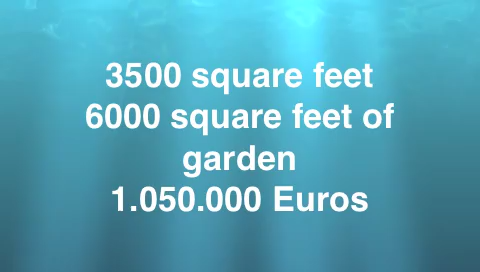 3500 square feet
6000 square feet of
garden
1.050.000 Euros